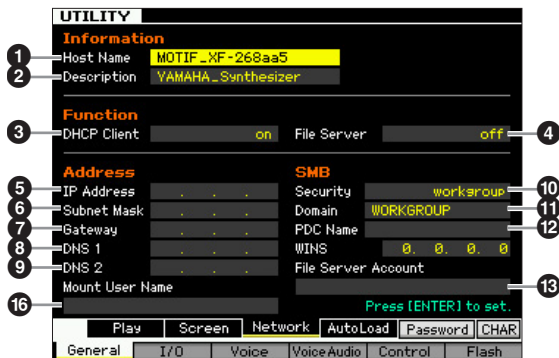 UTILITY
Information
1 Host Name MOTIF_XF-268aa5
2 Description YAMAHA_Synthesizer
Function
3 DHCP Client on File Server off 4
Address SMB
5 IP Address . . . Security workgroup 10
6 Subnet Mask . . . Domain WORKGROUP 11
7 Gateway . . . PDC Name 12
8 DNS 1 . . . WINS 0. 0. 0. 0
9 DNS 2 . . . File Server Account
Mount User Name 13
16
Press [ENTER] to set.
Play Screen Network AutoLoad Password CHAR
General I/O Voice Voice Audio Control Flash